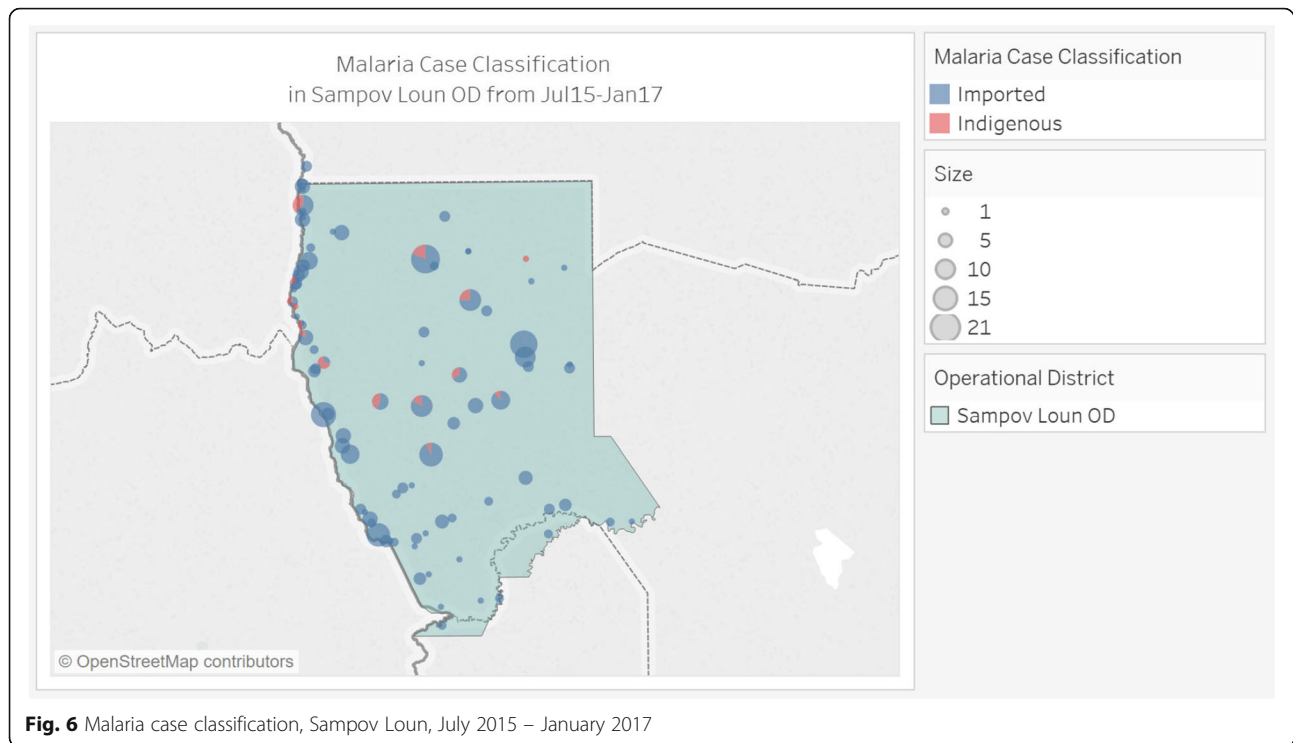 Malaria Case Classification
in Sampov Loun OD from Jul15-Jan17
© OpenStreetMap contributors
Malaria Case Classification
Imported
Indigenous
Size
1
5
10
15
21
Operational District
Sampov Loun OD
Fig. 6 Malaria case classification, Sampov Loun, July 2015 – January 2017